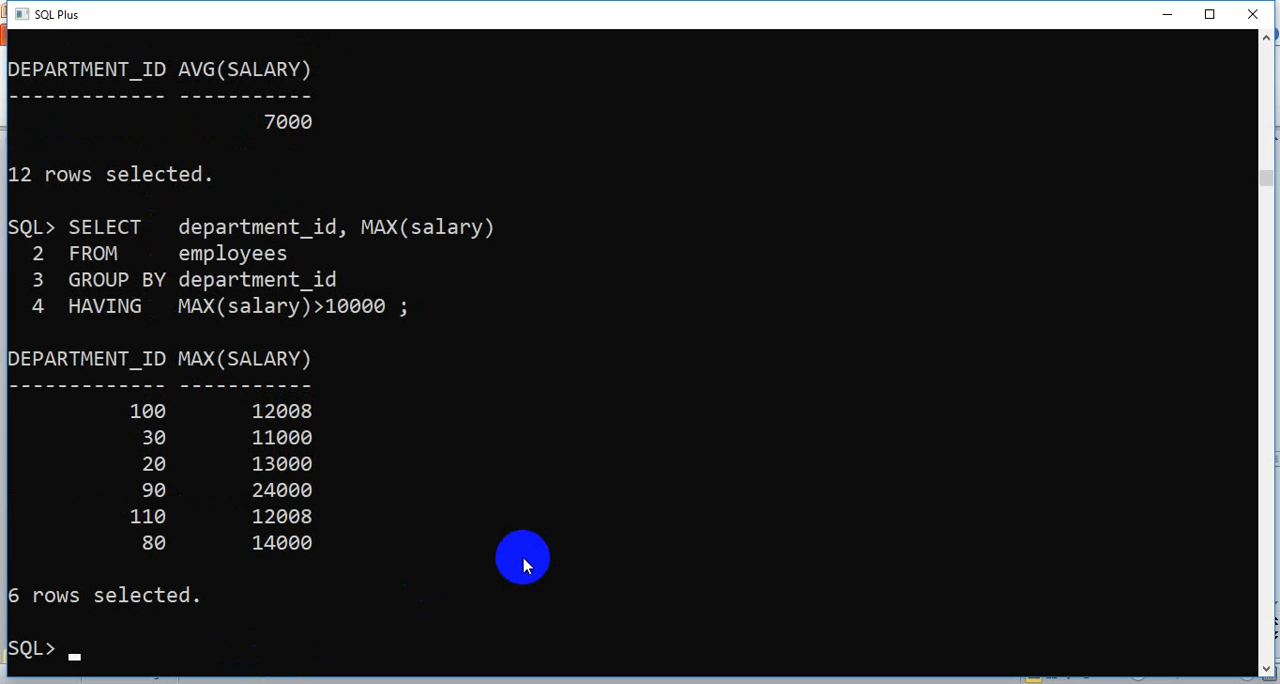 SQL Plus
DEPARTMENT_ID AVG(SALARY)
------------- -----------
7000
12 rows selected.
SQL> SELECT   department_id, MAX(salary)
  2  FROM     employees
  3  GROUP BY department_id
  4  HAVING   MAX(salary)>10000 ;
DEPARTMENT_ID MAX(SALARY)
------------- -----------
          100       12008
           30       11000
           20       13000
           90       24000
          110       12008
           80       14000
6 rows selected.
SQL>